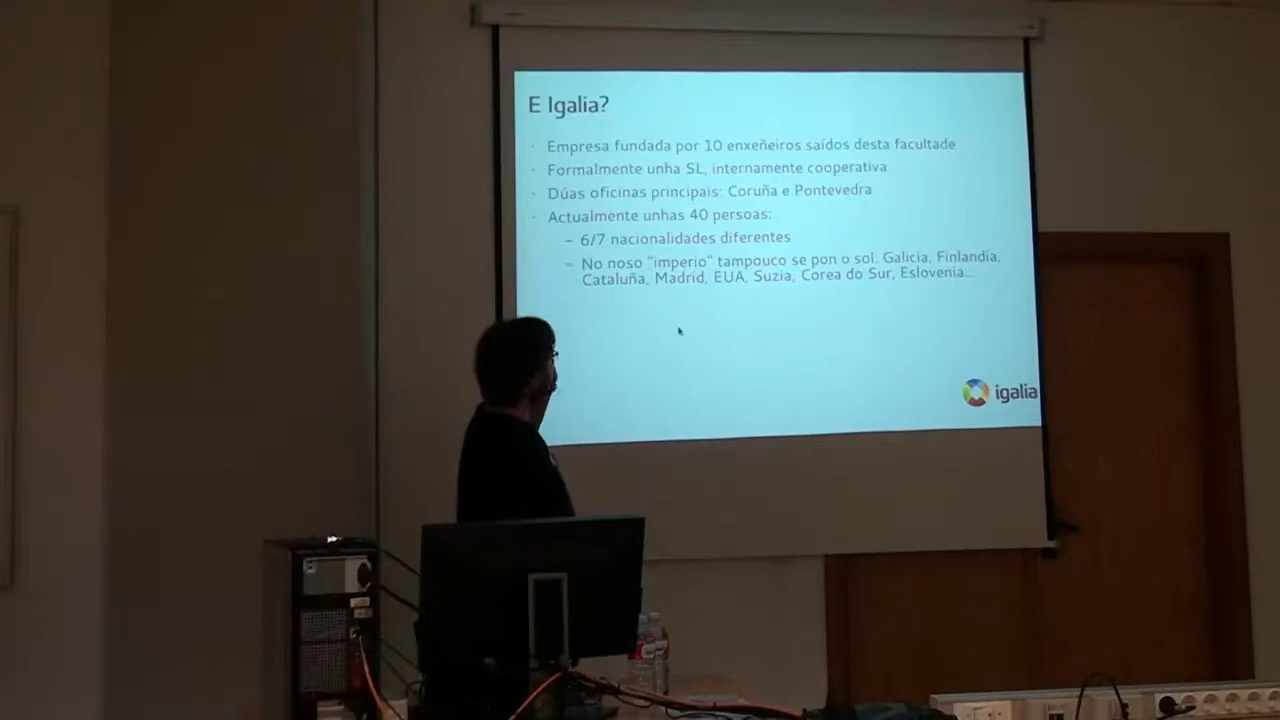 E Igalia?
Empresa fundada por 10 enxeñeiros saídos desta facultade
Formalmente unha SL, internamente cooperativa
Dúas oficinas principais: Coruña e Pontevedra
Actualmente unhas 40 persoas:
– 6/7 nacionalidades diferentes
– No noso "imperio" tampouco se pon o sol: Galicia, Finlandia,
Cataluña, Madrid, EUA, Suzia, Corea do Sur, Eslovenia...
igalia